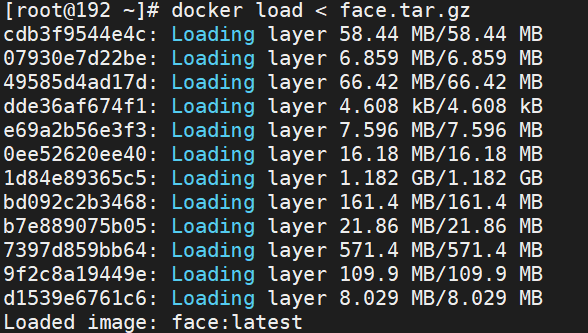 [root@192 ~]# docker load < face.tar.gz
cdb3f9544e4c: Loading layer 58.44 MB/58.44 MB
07930e7d22be: Loading layer 6.859 MB/6.859 MB
49585d4ad17d: Loading layer 66.42 MB/66.42 MB
dde36af674f1: Loading layer 4.608 kB/4.608 kB
e69a2b56e3f3: Loading layer 7.596 MB/7.596 MB
0ee52620ee40: Loading layer 16.18 MB/16.18 MB
1d84e89365c5: Loading layer 1.182 GB/1.182 GB
bd092c2b3468: Loading layer 161.4 MB/161.4 MB
b7e889075b05: Loading layer 21.86 MB/21.86 MB
7397d859bb64: Loading layer 571.4 MB/571.4 MB
9f2c8a19449e: Loading layer 109.9 MB/109.9 MB
d1539e6761c6: Loading layer 8.029 MB/8.029 MB
Loaded image: face:latest